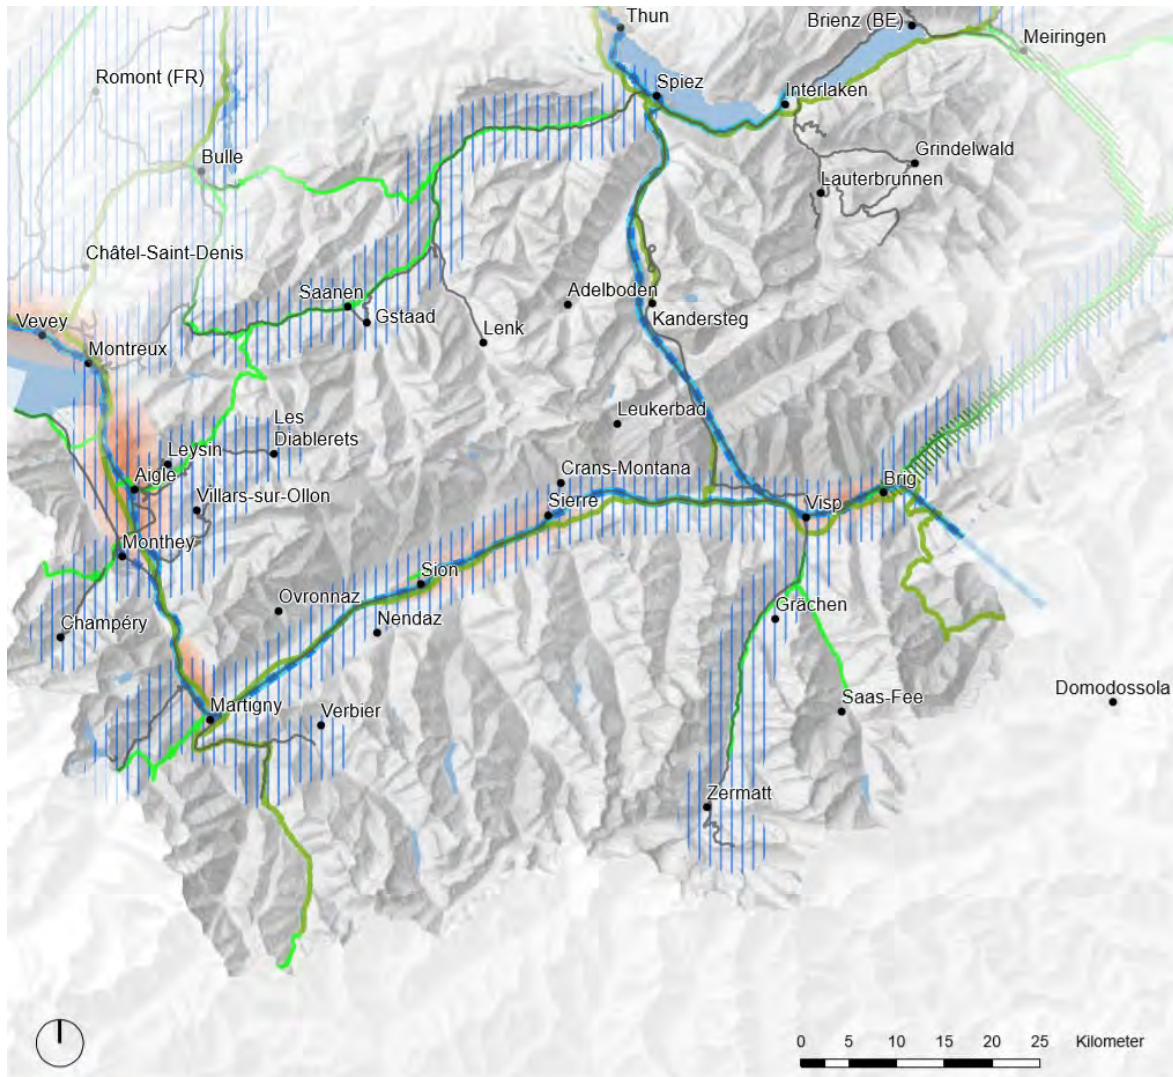 Thun
Brienz (BE)
Meiringen
Romont (FR)
Spiez
Interlaken
Bulle
Grindelwald
Lauterbrunnen
Châtel-Saint-Denis
Saanen
Gstaad
Adelboden
Kandersteg
Vevey
Lenk
Montreux
Leukerbad
Les
Diablerets
Leysin
Aigle
Crans-Montana
Villars-sur-Ollon
Sierre
Brig
Visp
Monthey
Sion
Ovronnaz
Grächen
Champéry
Nendaz
Martigny
Verbier
Saas-Fee
Domodossola
Zermatt
0 5 10 15 20 25 Kilometer